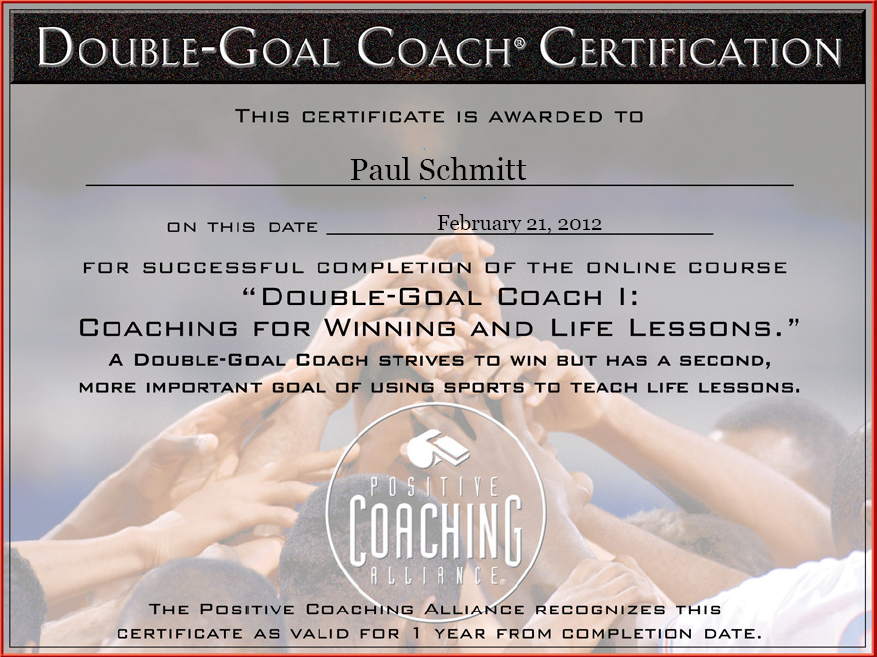 DOUBLE-GOAL COACH® CERTIFICATION
THIS CERTIFICATE IS AWARDED TO
Paul Schmitt
ON THIS DATE February 21, 2012
FOR SUCCESSFUL COMPLETION OF THE ONLINE COURSE
“DOUBLE-GOAL COACH I:
COACHING FOR WINNING AND LIFE LESSONS.”
A DOUBLE-GOAL COACH STRIVES TO WIN BUT HAS A SECOND,
MORE IMPORTANT GOAL OF USING SPORTS TO TEACH LIFE LESSONS.
POSITIVE
COACHING
ALLIANCE®
THE POSITIVE COACHING ALLIANCE RECOGNIZES THIS
CERTIFICATE AS VALID FOR 1 YEAR FROM COMPLETION DATE.